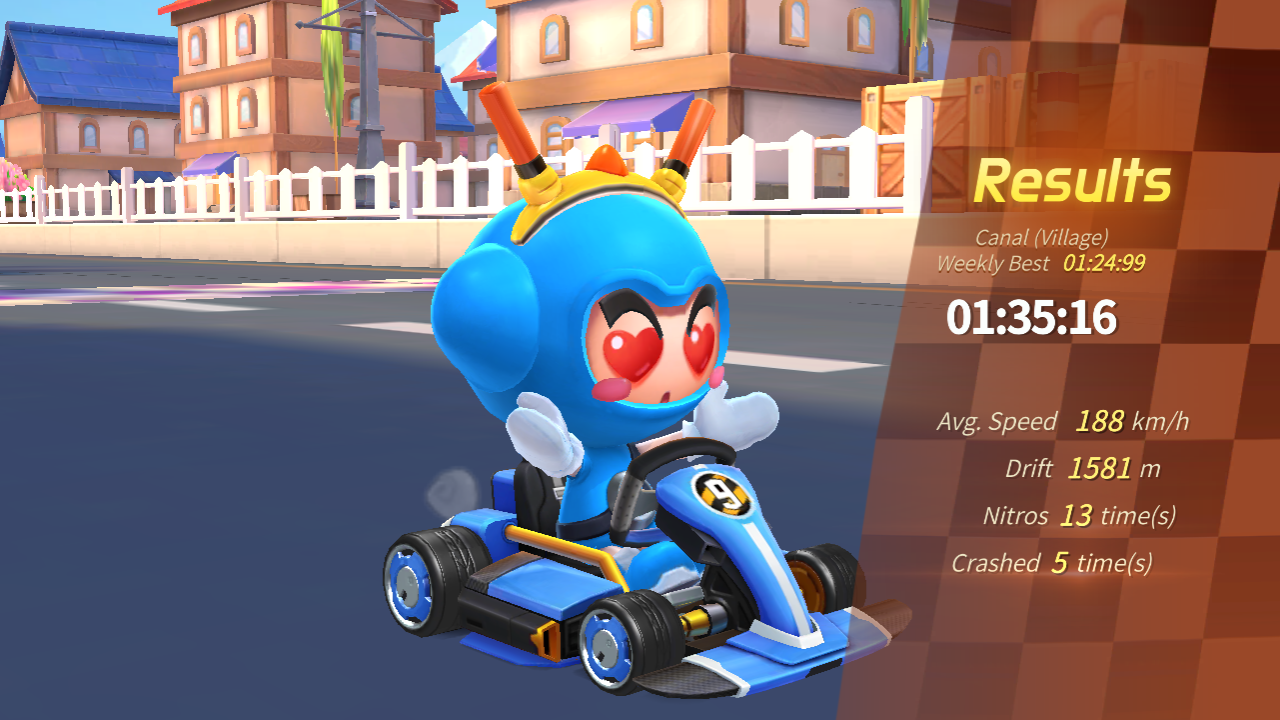 Results
Canal (Village)
Weekly Best 01:24:99
01:35:16
Avg. Speed 188 km/h
Drift 1581 m
Nitros 13 time(s)
Crashed 5 time(s)
9